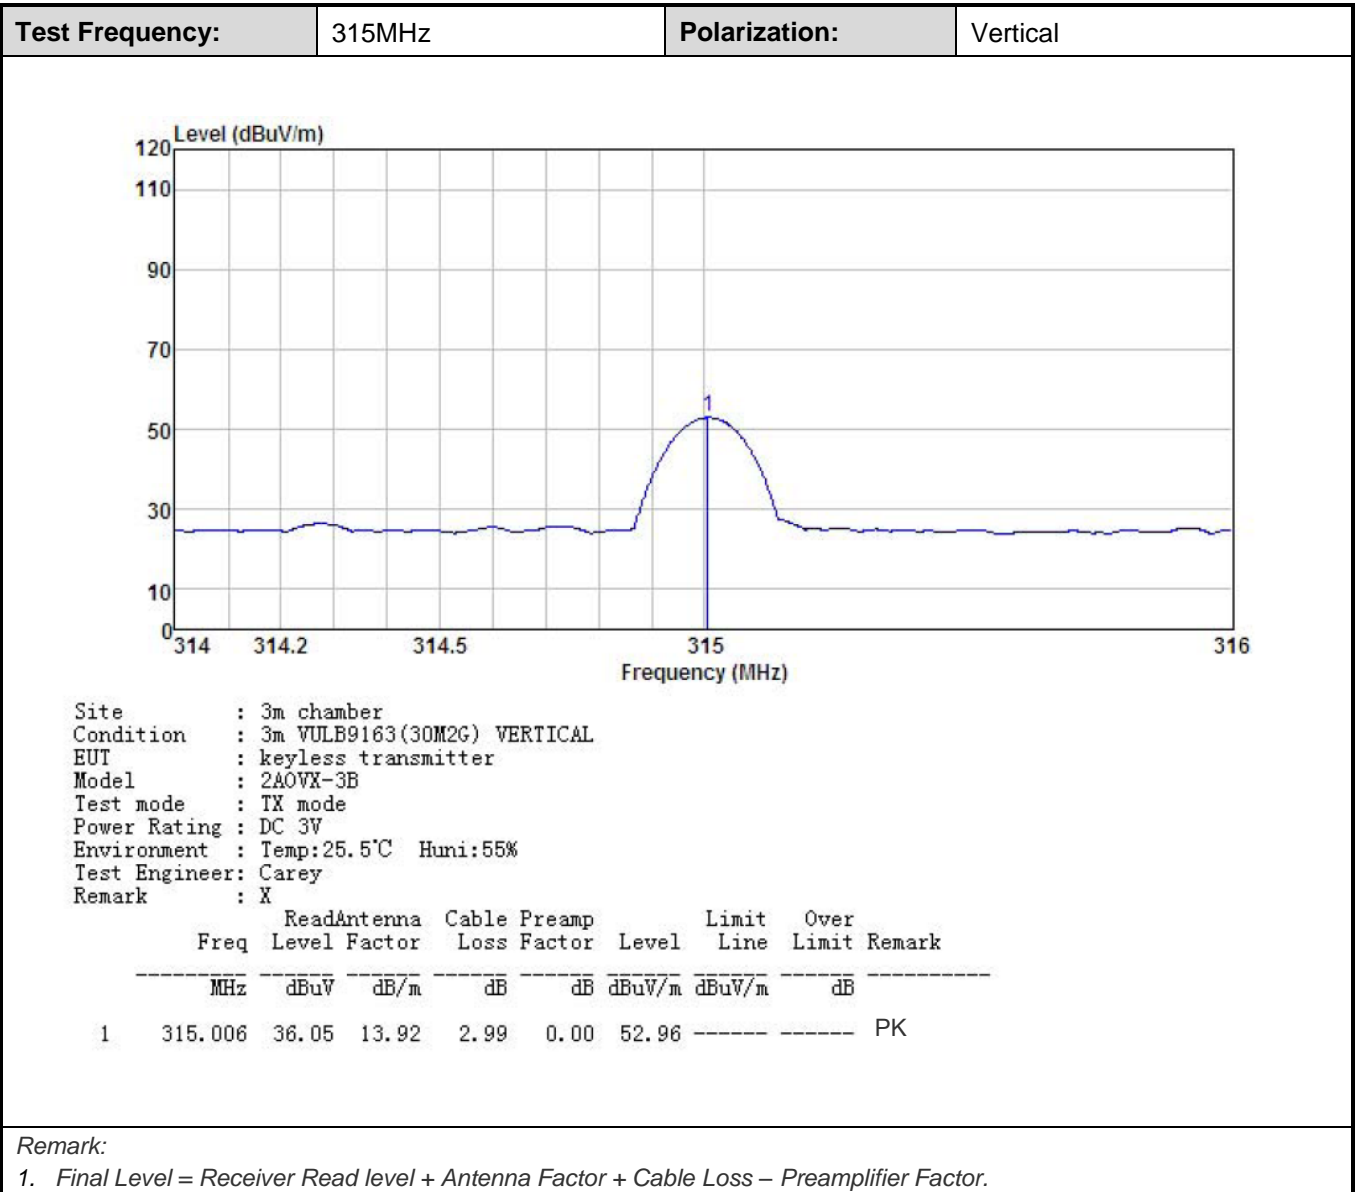 Test Frequency: 315MHz Polarization: Vertical
Level (dBuV/m)
120
110
90
70
50
30
10
0
1
314 314.2 314.5 315 316
Frequency (MHz)
Site : 3m chamber
Condition : 3m VULB9163(30M2G) VERTICAL
EUT : keyless transmitter
Model : 2AOVX-3B
Test mode : TX mode
Power Rating : DC 3V
Environment : Temp:25.5℃ Huni:55%
Test Engineer: Carey
Remark : X
ReadAntenna Cable Preamp Limit Over
Freq Level Factor Loss Factor Level Line Limit Remark
MHz dBuV dB/m dB dB dBuV/m dBuV/m dB
1 315.006 36.05 13.92 2.99 0.00 52.96 ------ ------ PK
Remark:
1. Final Level = Receiver Read level + Antenna Factor + Cable Loss – Preamplifier Factor.